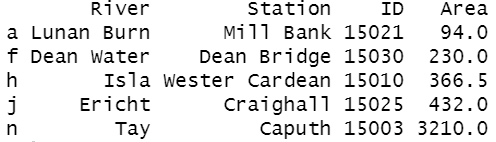 River Station ID Area
a Lunan Burn Mill Bank 15021 94.0
f Dean Water Dean Bridge 15030 230.0
h Isla Wester Cardean 15010 366.5
j Ericht Craighall 15025 432.0
n Tay Caputh 15003 3210.0